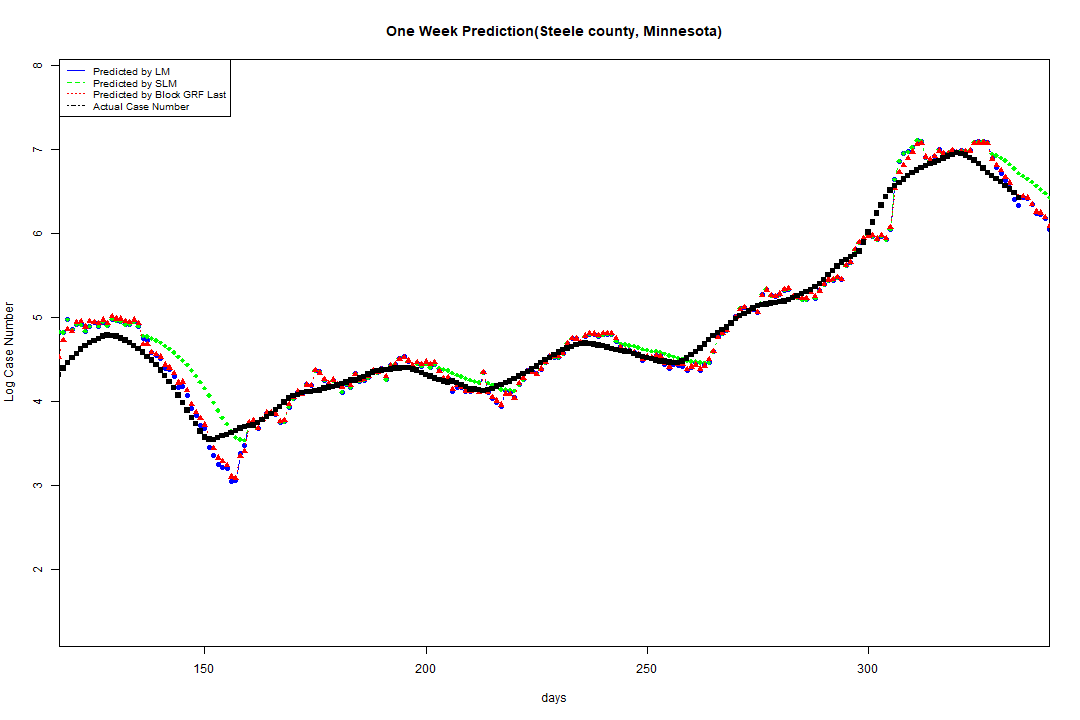 One Week Prediction(Steele county, Minnesota)
Predicted by LM
Predicted by SLM
Predicted by Block GRF Last
Actual Case Number
8
7
6
5
4
3
2
Log Case Number
150 200 250 300
days